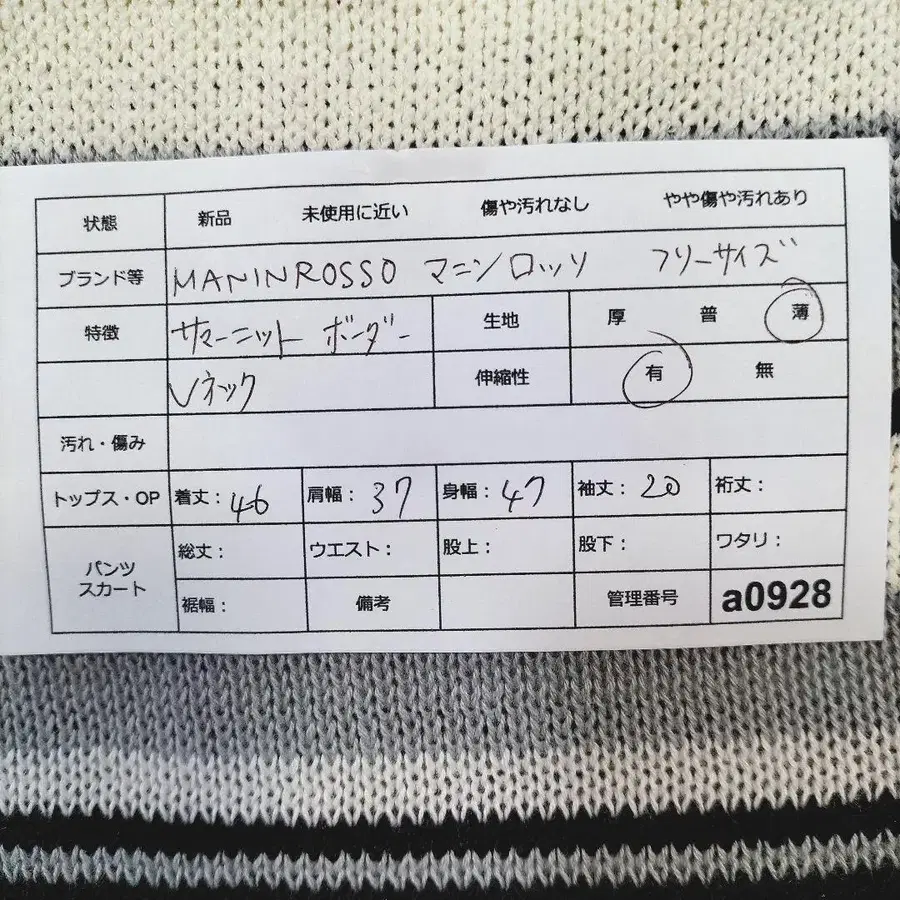 状態 新品 未使用に近い 傷や汚れなし やや傷や汚れあり
ブランド等 MANINROSSO マニンロッソ フリーサイズ
特徴 サマーニット ボーダー 生地 厚 普 薄
Vネック 伸縮性 有 無
汚れ・傷み
トップス・OP 着丈：46 肩幅：37 身幅：47 袖丈：20 裄丈：
パンツ 総丈： ウエスト： 股上： 股下： ワタリ：
スカート 裾幅： 備考 管理番号 a0928